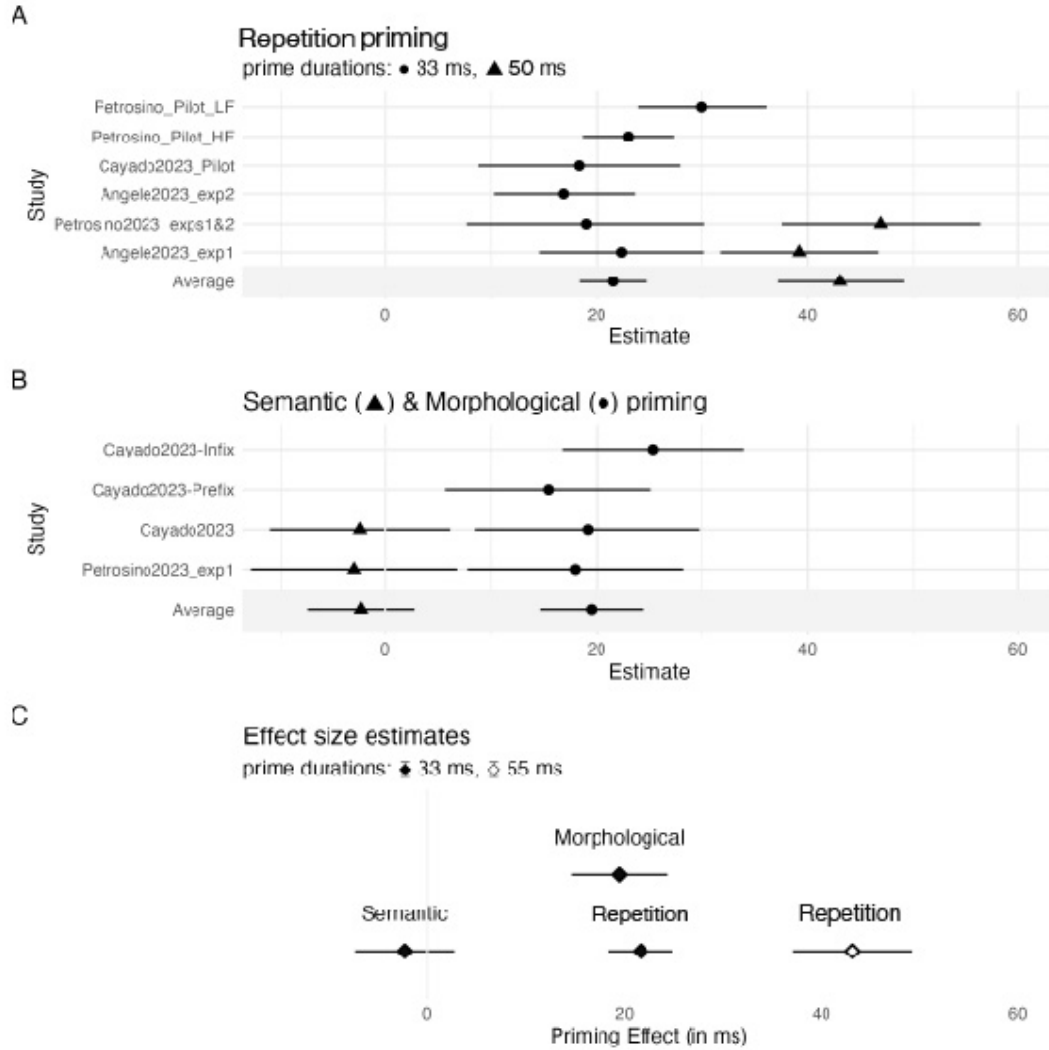 A
Repetition priming
prime durations: ● 33 ms, ▲ 50 ms
Petrosino_Pilot_LF
Petrosino_Pilot_HF
Cayado2023_Pilot
Angele2023_exp2
Petrosino2023_exps1&2
Angele2023_exp1
Average
Study
0 20 40 60
Estimate
B
Semantic (▲) & Morphological (●) priming
Cayado2023-Infix
Cayado2023-Prefix
Cayado2023
Petrosino2023_exp1
Average
Study
0 20 40 60
Estimate
C
Effect size estimates
prime durations: ◆ 33 ms, ◇ 55 ms
Morphological
Semantic Repetition Repetition
0 20 40 60
Priming Effect (in ms)